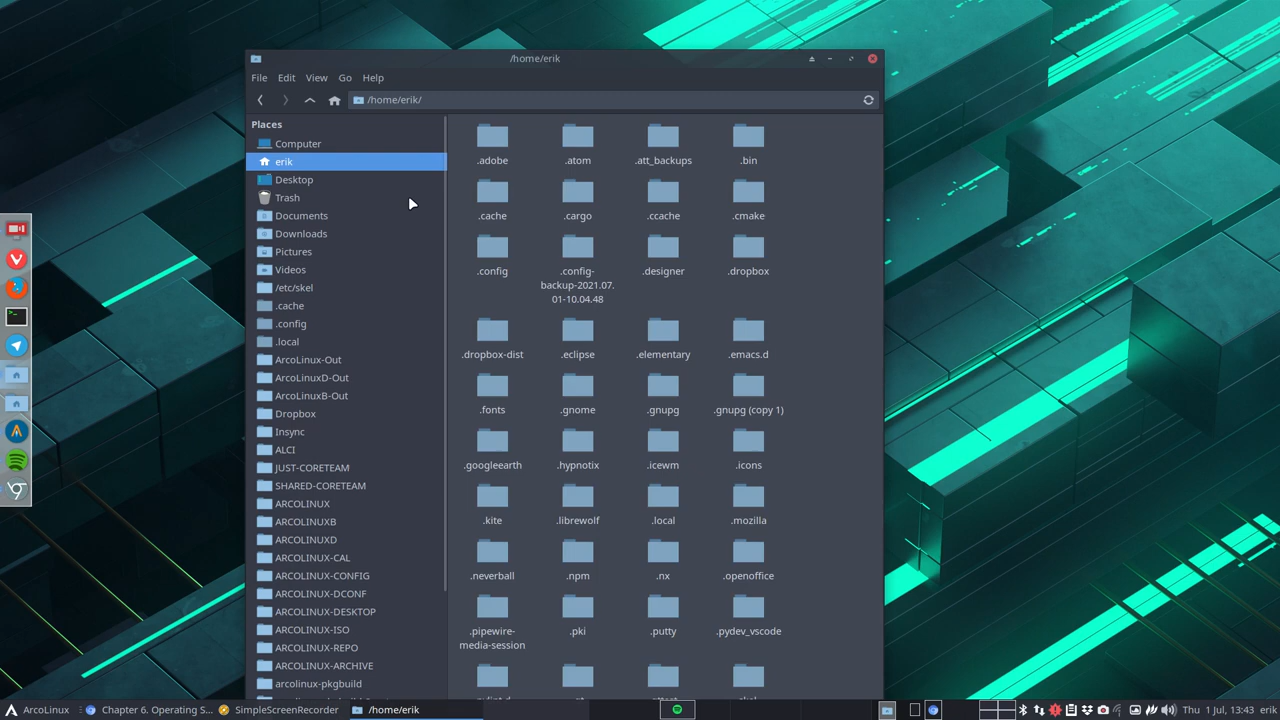 /home/erik
File Edit View Go Help
/home/erik/
Places
Computer
erik
Desktop
Trash
Documents
Downloads
Pictures
Videos
/etc/skel
.cache
.config
.local
ArcoLinux-Out
ArcoLinuxD-Out
ArcoLinuxB-Out
Dropbox
Insync
ALCI
JUST-CORETEAM
SHARED-CORETEAM
ARCOLINUX
ARCOLINUXB
ARCOLINUXD
ARCOLINUX-CAL
ARCOLINUX-CONFIG
ARCOLINUX-DCONF
ARCOLINUX-DESKTOP
ARCOLINUX-ISO
ARCOLINUX-REPO
ARCOLINUX-ARCHIVE
arcolinux-pkgbuild
.adobe .atom .att_backups .bin
.cache .cargo .ccache .cmake
.config .config-backup-2021.07.01-10.04.48 .designer .dropbox
.dropbox-dist .eclipse .elementary .emacs.d
.fonts .gnome .gnupg .gnupg (copy 1)
.googleearth .hypnotix .icewm .icons
.kite .librewolf .local .mozilla
.neverball .npm .nx .openoffice
.pipewire-media-session .pki .putty .pydev_vscode
ArcoLinux Chapter 6. Operating S... SimpleScreenRecorder /home/erik Thu 1 Jul, 13:43 erik